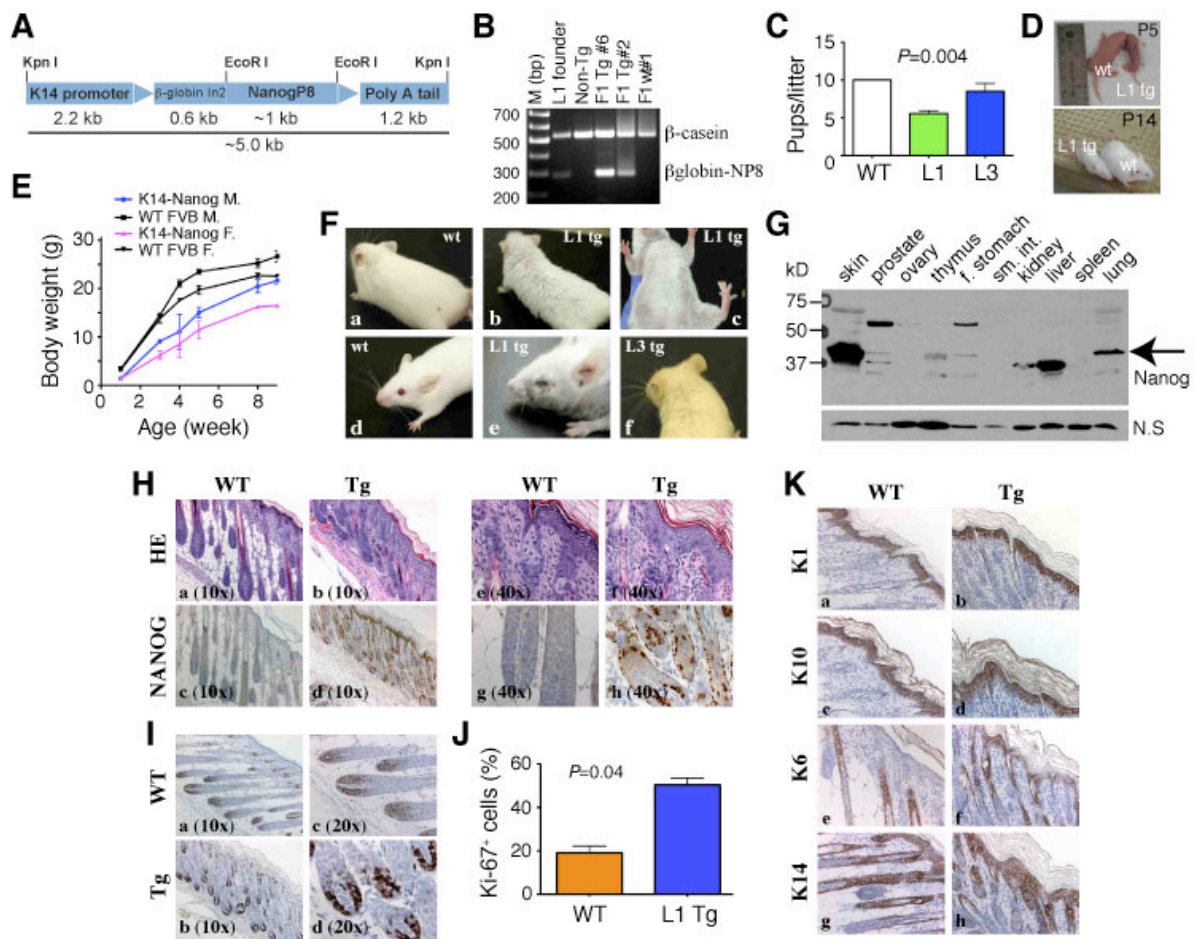 A
Kpn I
EcoR I
EcoR I
Kpn I
K14 promoter
β-globin In2
NanogP8
Poly A tail
2.2 kb
0.6 kb
~1 kb
1.2 kb
~5.0 kb
B
M (bp)
L1 founder
Non-Tg
F1 Tg #6
F1 Tg#2
F1 wt#1
700
500
300
200
β-casein
βglobin-NP8
C
Pups/litter
15
10
5
0
P=0.004
WT
L1
L3
D
P5
wt
L1 tg
P14
L1 tg
wt
E
K14-Nanog M.
WT FVB M.
K14-Nanog F.
WT FVB F.
Body weight (g)
30
20
10
0
0
2
4
6
8
Age (week)
F
wt
a
L1 tg
b
L1 tg
c
wt
d
L1 tg
e
L3 tg
f
G
kD
skin
prostate
ovary
thymus
f. stomach
sm. int.
kidney
liver
spleen
lung
75
50
37
Nanog
N.S
H
WT
Tg
WT
Tg
HE
a (10x)
b (10x)
e (40x)
f (40x)
NANOG
c (10x)
d (10x)
g (40x)
h (40x)
I
WT
a (10x)
c (20x)
Tg
b (10x)
d (20x)
J
Ki-67+ cells (%)
60
40
20
0
P=0.04
WT
L1 Tg
K
WT
Tg
K1
a
b
K10
c
d
K6
e
f
K14
g
h